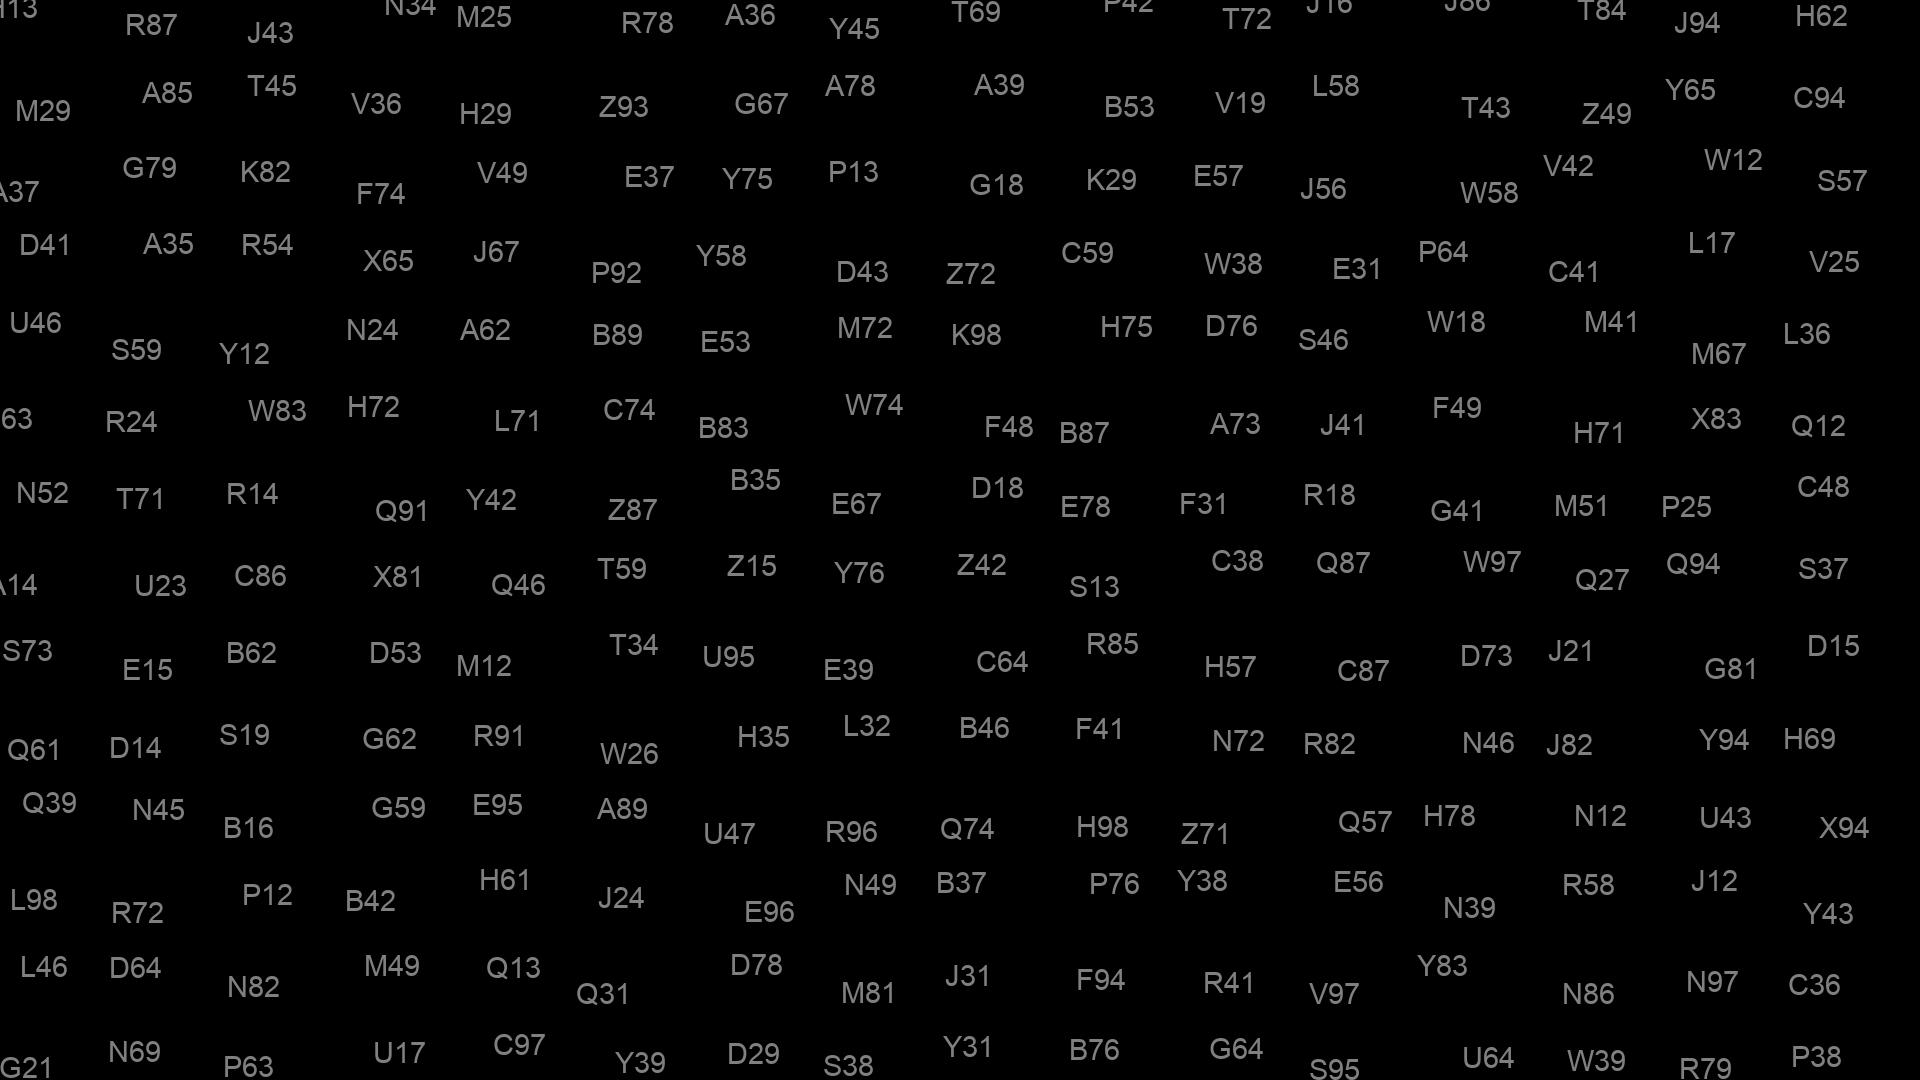 H13 R87 J43 N34 M25 R78 A36 Y45 T69 P42 T72 J16 J86 T84 J94 H62
M29 A85 T45 V36 H29 Z93 G67 A78 A39 B53 V19 L58 T43 Z49 Y65 C94
A37 G79 K82 F74 V49 E37 Y75 P13 G18 K29 E57 J56 W58 V42 W12 S57
D41 A35 R54 X65 J67 P92 Y58 D43 Z72 C59 W38 E31 P64 C41 L17 V25
U46 S59 Y12 N24 A62 B89 E53 M72 K98 H75 D76 S46 W18 M41 M67 L36
63 R24 W83 H72 L71 C74 B83 W74 F48 B87 A73 J41 F49 H71 X83 Q12
N52 T71 R14 Q91 Y42 Z87 B35 E67 D18 E78 F31 R18 G41 M51 P25 C48
A14 U23 C86 X81 Q46 T59 Z15 Y76 Z42 S13 C38 Q87 W97 Q27 Q94 S37
S73 E15 B62 D53 M12 T34 U95 E39 C64 R85 H57 C87 D73 J21 G81 D15
Q61 D14 S19 G62 R91 W26 H35 L32 B46 F41 N72 R82 N46 J82 Y94 H69
Q39 N45 B16 G59 E95 A89 U47 R96 Q74 H98 Z71 Q57 H78 N12 U43 X94
L98 R72 P12 B42 H61 J24 E96 N49 B37 P76 Y38 E56 N39 R58 J12 Y43
L46 D64 N82 M49 Q13 Q31 D78 M81 J31 F94 R41 V97 Y83 N86 N97 C36
G21 N69 P63 U17 C97 Y39 D29 S38 Y31 B76 G64 S95 U64 W39 R79 P38